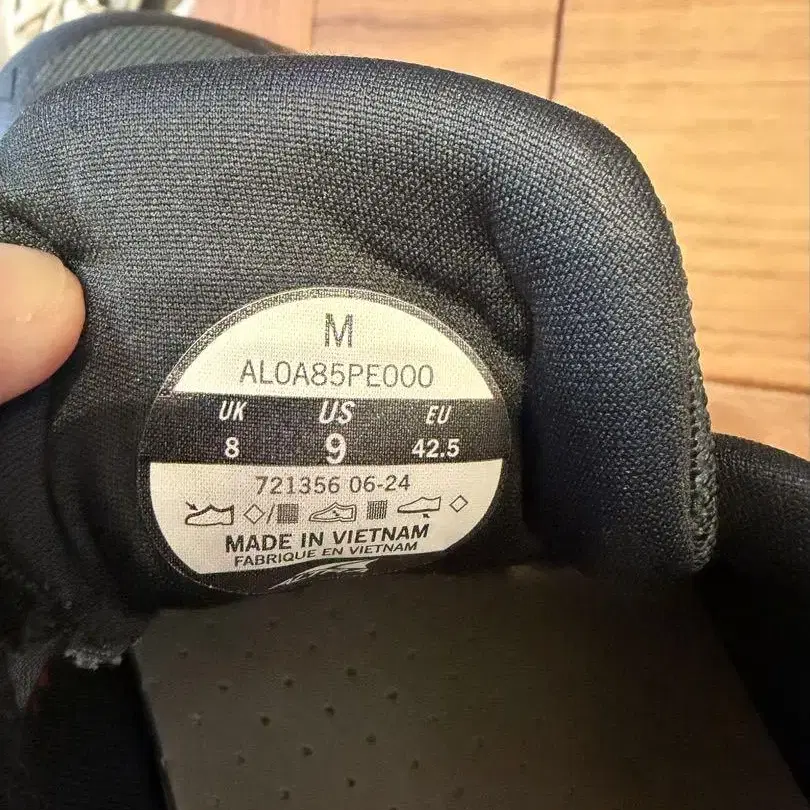 M
AL0A85PE000
UK US EU
8 9 42.5
721356 06-24
MADE IN VIETNAM
FABRIQUE EN VIETNAM